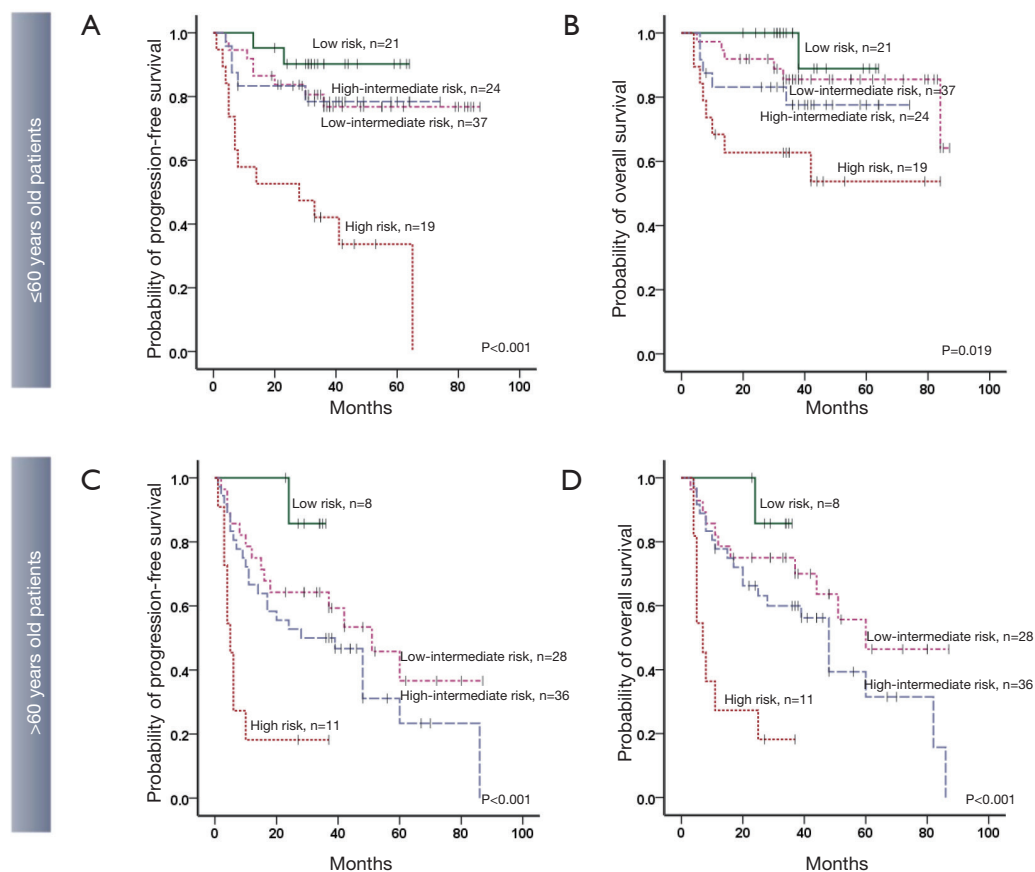 ≤60 years old patients
A
Probability of progression-free survival
1.0
0.8
0.6
0.4
0.2
0.0
Low risk, n=21
High-intermediate risk, n=24
Low-intermediate risk, n=37
High risk, n=19
P<0.001
0 20 40 60 80 100
Months
B
Probability of overall survival
1.0
0.8
0.6
0.4
0.2
0.0
Low risk, n=21
Low-intermediate risk, n=37
High-intermediate risk, n=24
High risk, n=19
P=0.019
0 20 40 60 80 100
Months
>60 years old patients
C
Probability of progression-free survival
1.0
0.8
0.6
0.4
0.2
0.0
Low risk, n=8
Low-intermediate risk, n=28
High-intermediate risk, n=36
High risk, n=11
P<0.001
0 20 40 60 80 100
Months
D
Probability of overall survival
1.0
0.8
0.6
0.4
0.2
0.0
Low risk, n=8
Low-intermediate risk, n=28
High-intermediate risk, n=36
High risk, n=11
P<0.001
0 20 40 60 80 100
Months